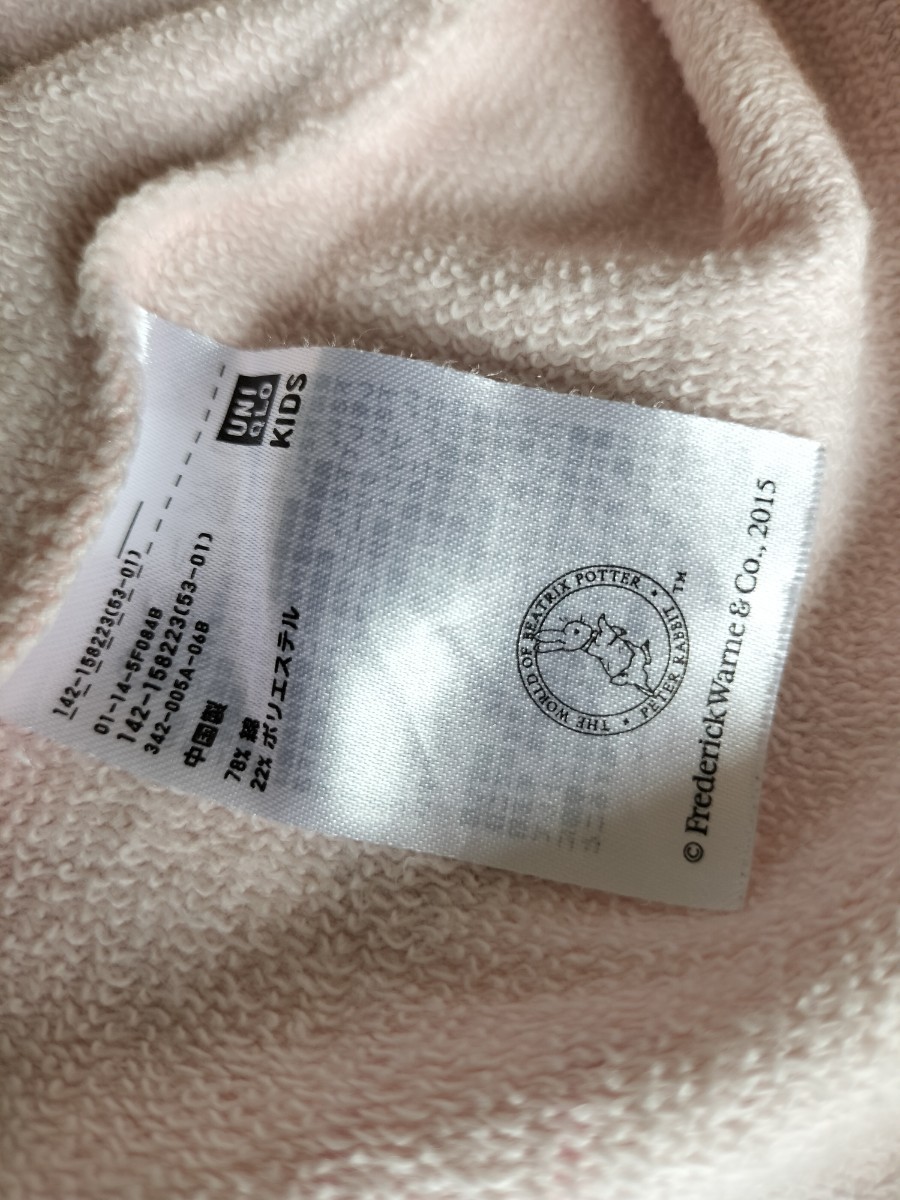 UNI
QLO
KIDS
142-158223(53-01)
01-14-5F084B
142-158223(53-01)
342-005A-06B
中国製
78% 綿
22% ポリエステル
THE WORLD OF BEATRIX POTTER • PETER RABBIT • TM
© Frederick Warne & Co., 2015